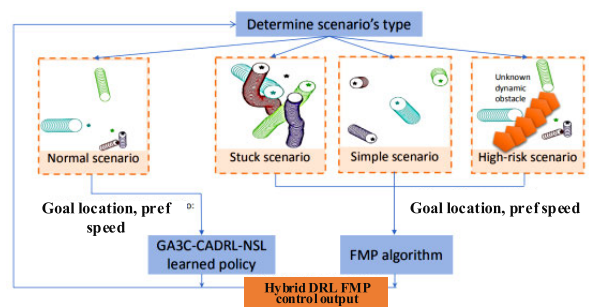 Determine scenario's type
Unknown
dynamic
obstacle
Normal scenario
Stuck scenario
Simple scenario
High-risk scenario
Goal location, pref
speed
Goal location, pref speed
GA3C-CADRL-NSL
learned policy
FMP algorithm
Hybrid DRL FMP
control output